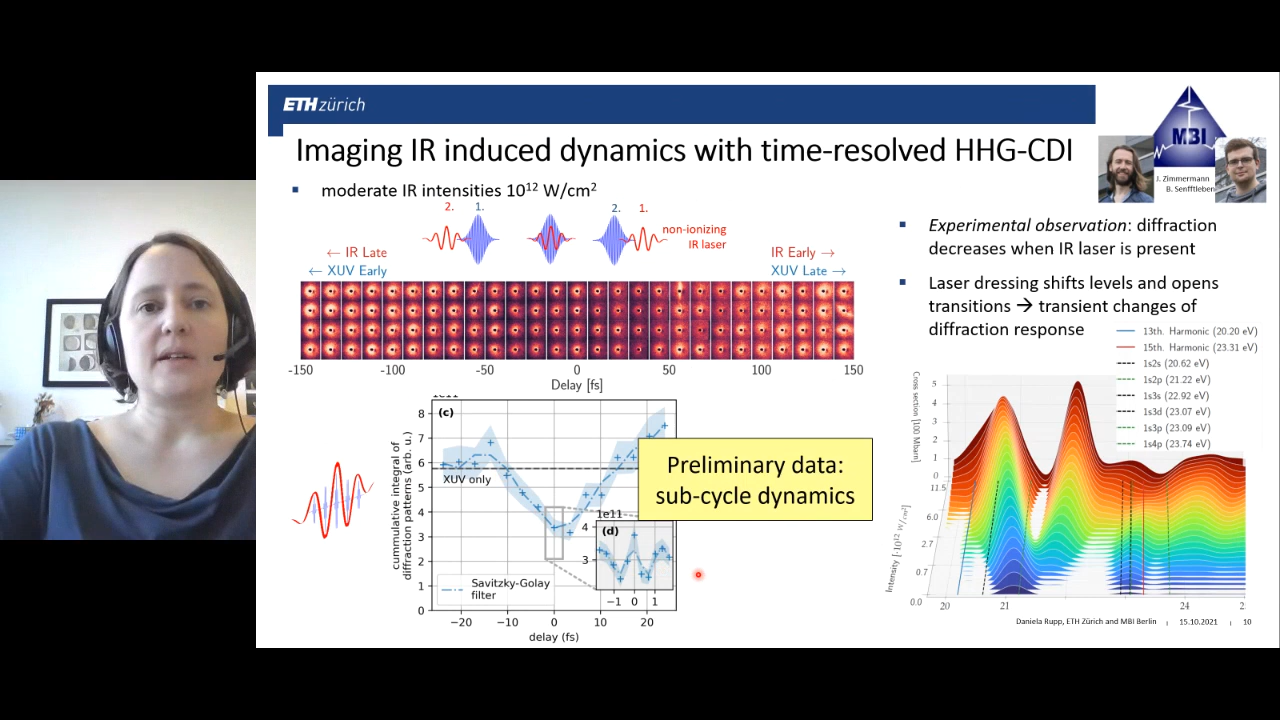 ETH zürich
Imaging IR induced dynamics with time-resolved HHG-CDI
MBI
J. Zimmermann
B. Senfftleben
▪ moderate IR intensities 10¹² W/cm²
2. 1. 2. 1.
non-ionizing
IR laser
← IR Late IR Early →
← XUV Early XUV Late →
-150 -100 -50 0 50 100 150
Delay [fs]
▪ Experimental observation: diffraction
decreases when IR laser is present
▪ Laser dressing shifts levels and opens
transitions → transient changes of
diffraction response
13th. Harmonic (20.20 eV)
15th. Harmonic (23.31 eV)
1s2s (20.62 eV)
1s2p (21.22 eV)
1s3s (22.92 eV)
1s3d (23.07 eV)
1s3p (23.09 eV)
1s4p (23.74 eV)
1e11
(c)
8
7
6
5
4
3
2
1
0
cummulative integral of
diffraction patterns (arb. u.)
XUV only
Savitzky-Golay
filter
−20 −10 0 10 20
delay (fs)
Preliminary data:
sub-cycle dynamics
1e11
(d)
4
3
−1 0 1
Cross section [100 Mbarn]
5
4
3
2
1
0
11.5
6.0
2.7
0.7
0.0
Intensity [·10¹² W/cm²]
20 21 24
Daniela Rupp, ETH Zürich and MBI Berlin | 15.10.2021 | 10